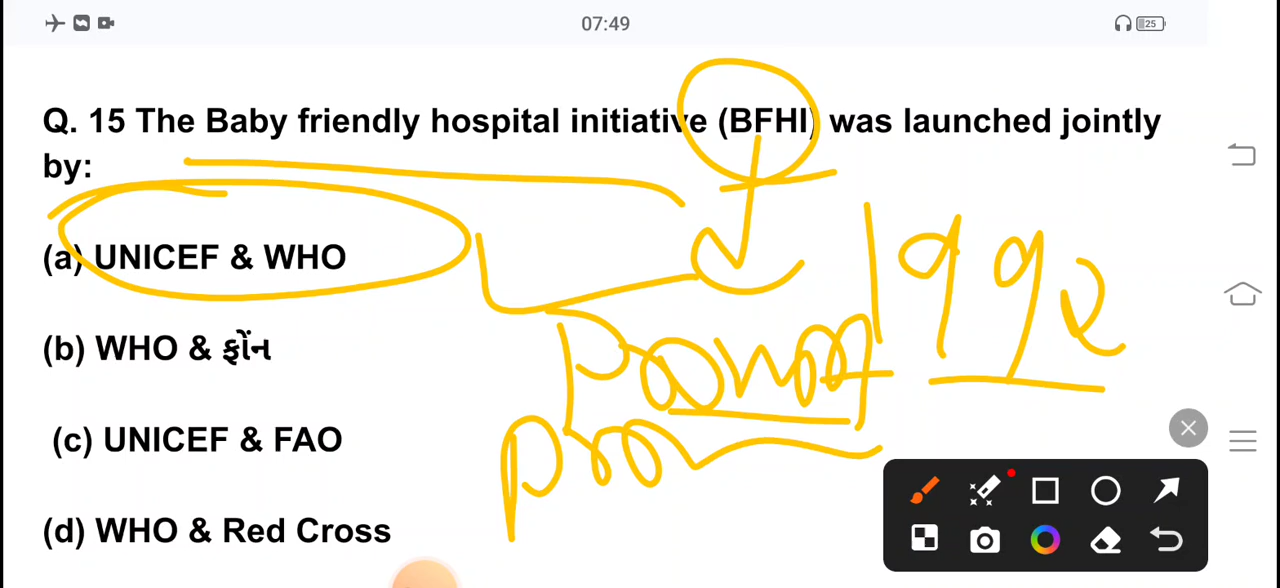 07:49
25
Q. 15 The Baby friendly hospital initiative (BFHI) was launched jointly
by:
1992
(a) UNICEF & WHO
(b) WHO & ફોંન
(c) UNICEF & FAO
(d) WHO & Red Cross